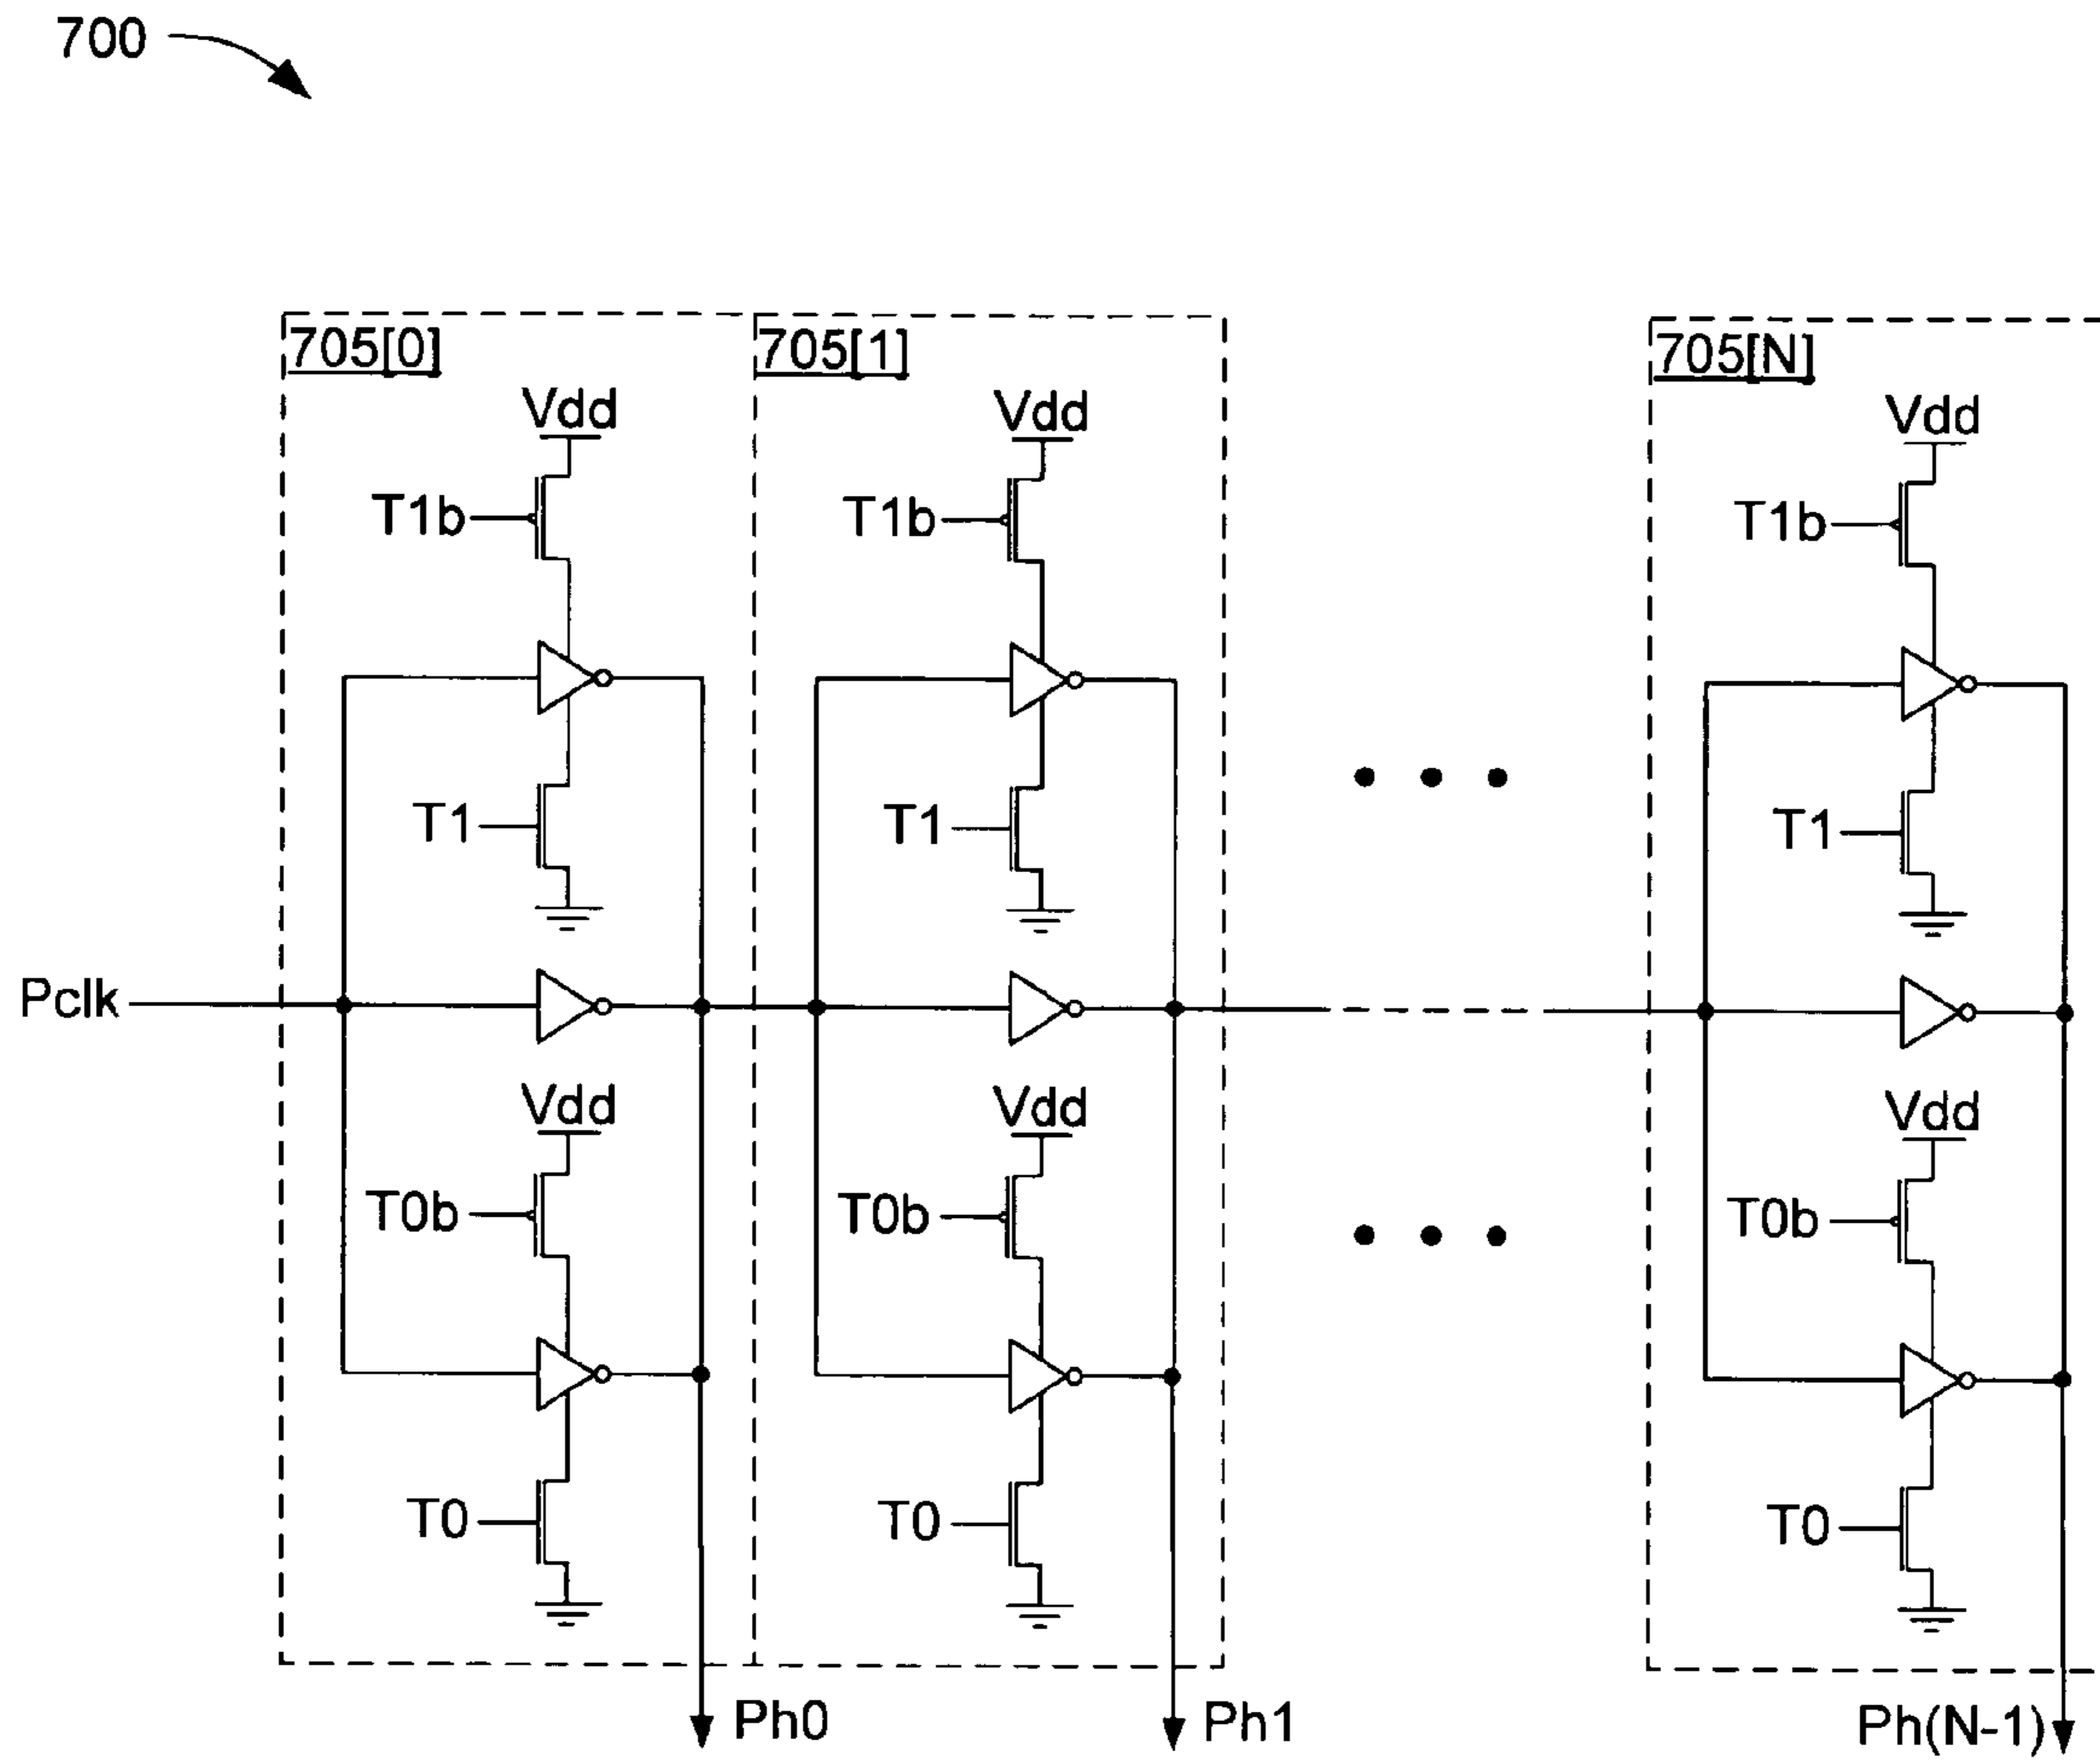 700
705[0] 705[1] 705[N]
Vdd Vdd Vdd
T1b T1b T1b
T1 T1 T1
Pclk
Vdd Vdd Vdd
T0b T0b T0b
T0 T0 T0
Ph0 Ph1 Ph(N-1)